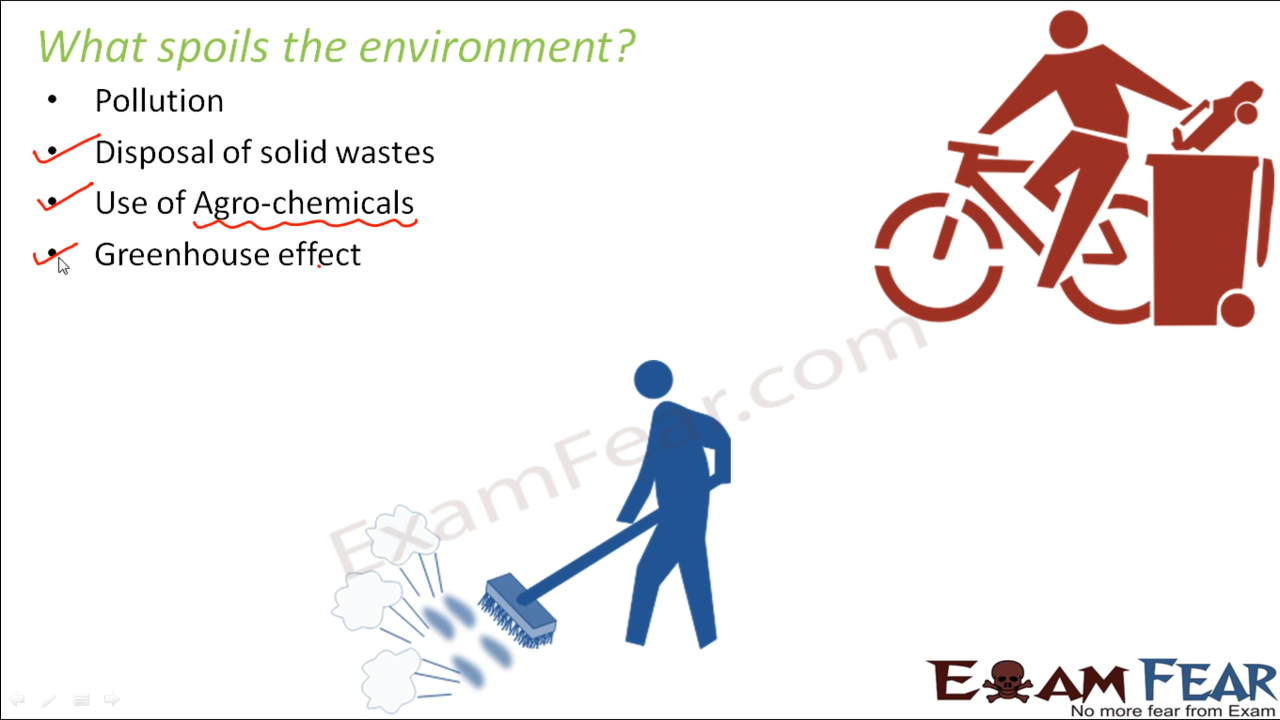 What spoils the environment?
• Pollution
• Disposal of solid wastes
• Use of Agro-chemicals
• Greenhouse effect
ExamFear.com
EXAM FEAR
No more fear from Exam